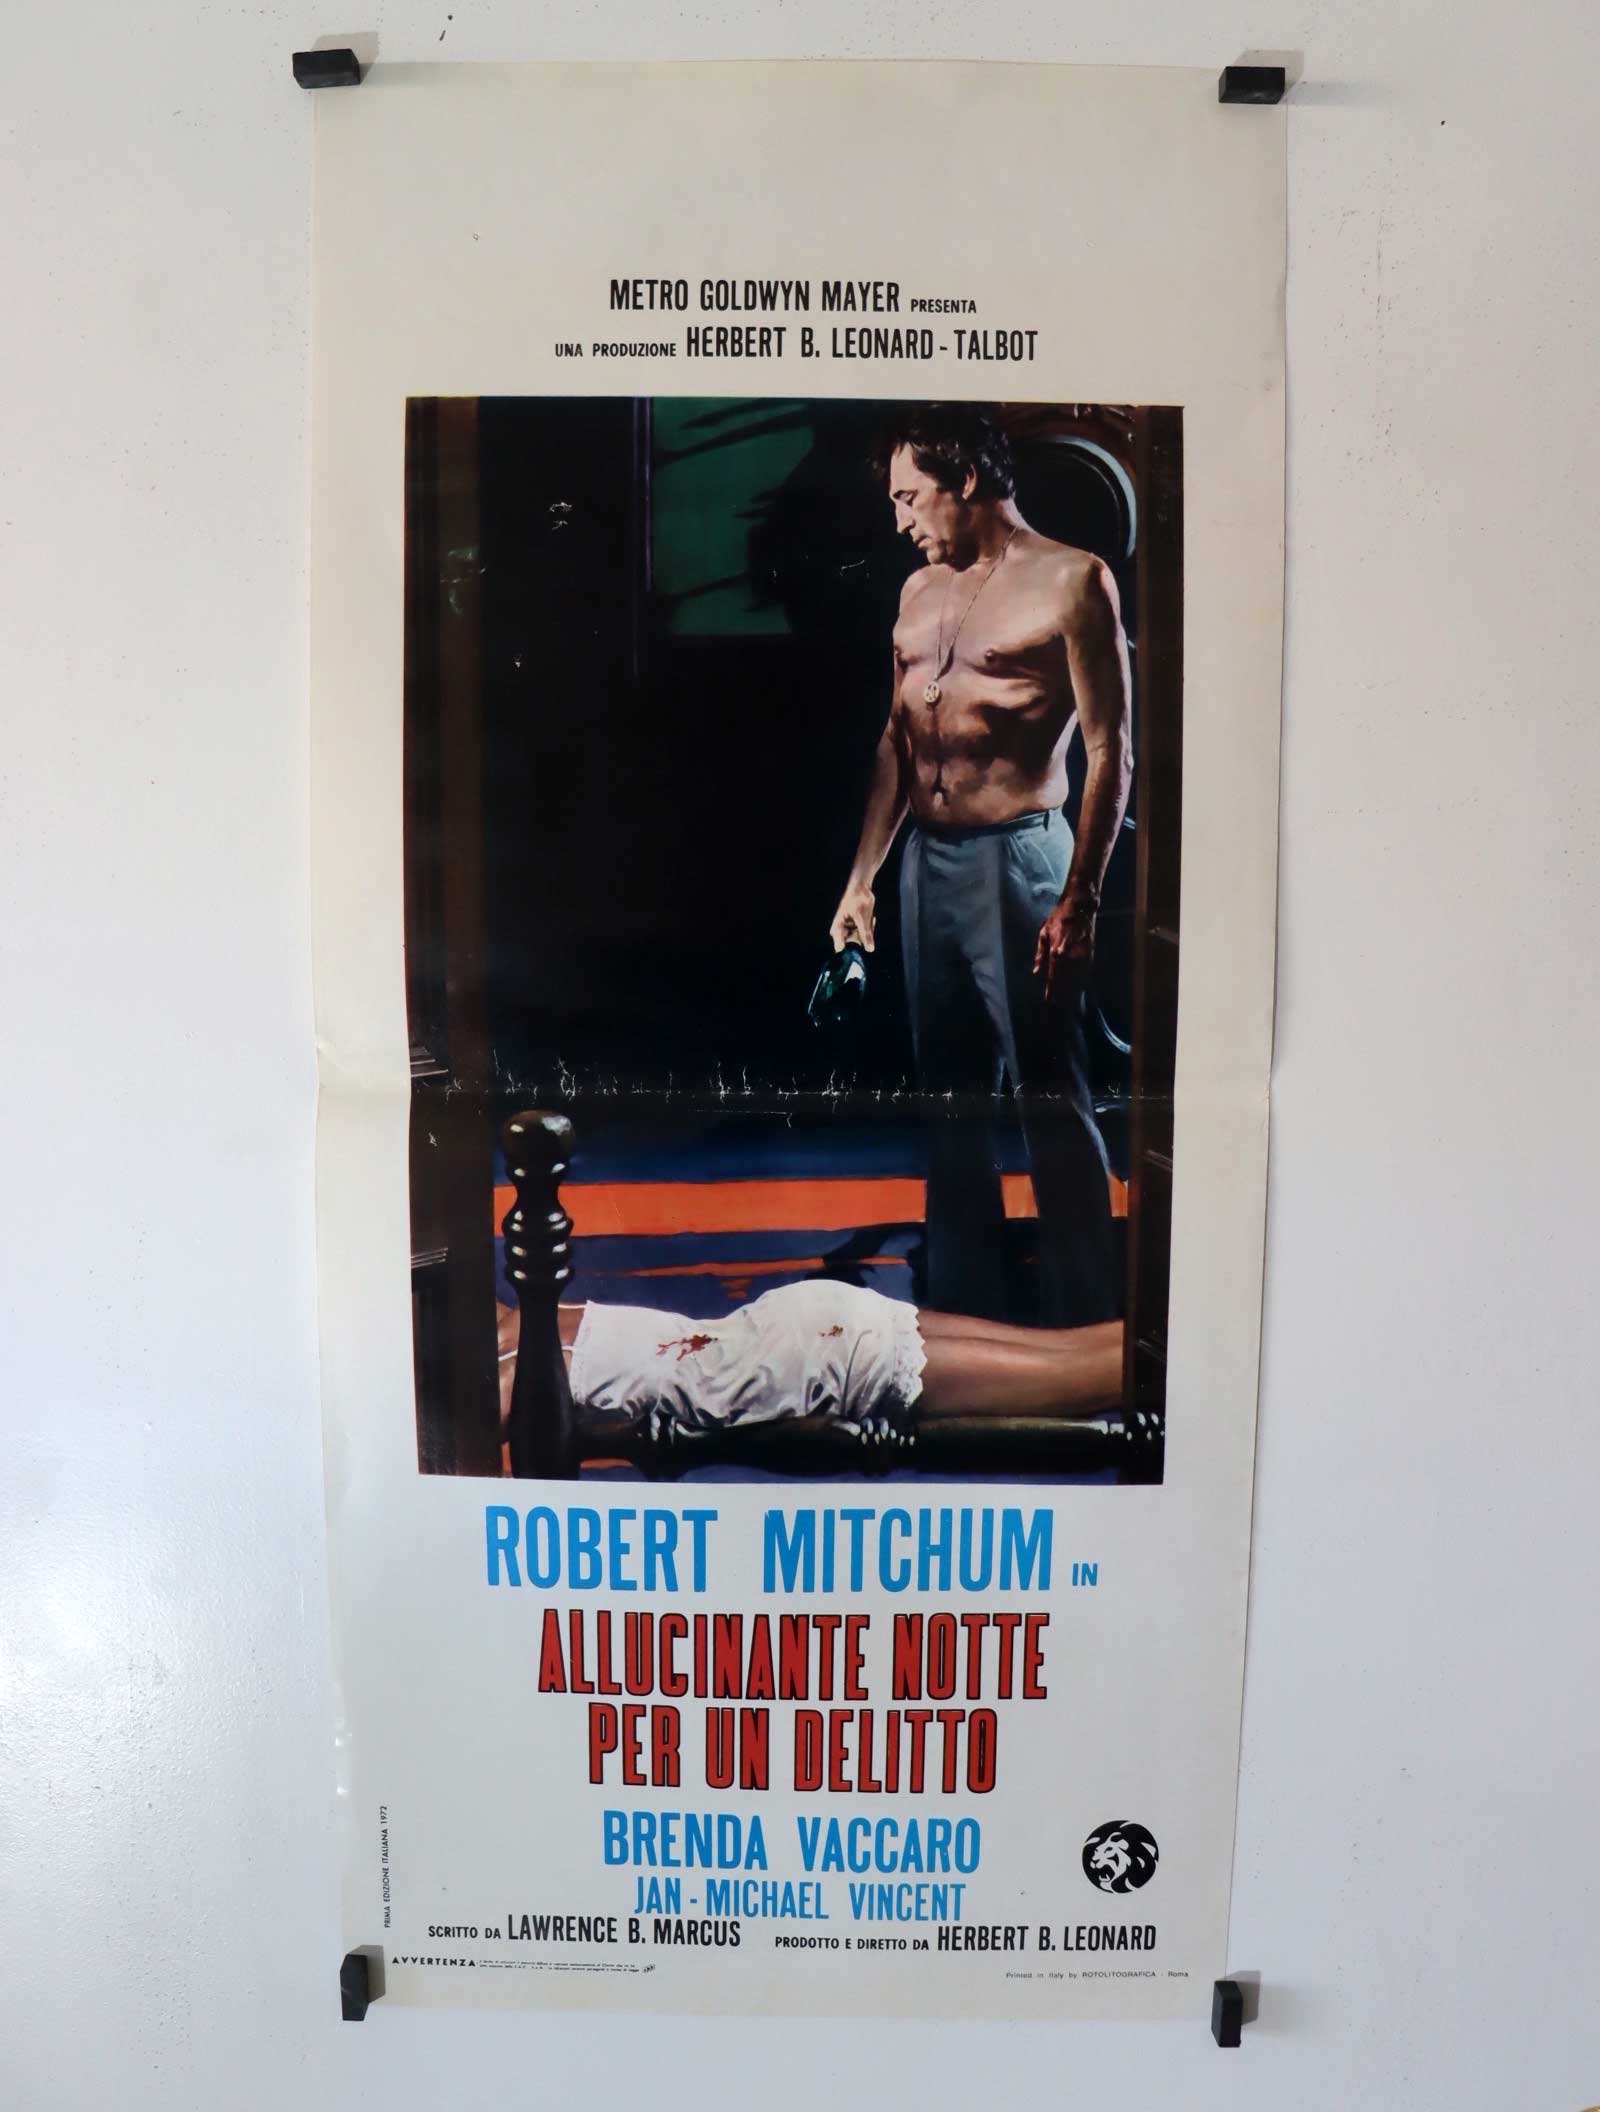 METRO GOLDWYN MAYER PRESENTA
UNA PRODUZIONE HERBERT B. LEONARD - TALBOT
ROBERT MITCHUM IN
ALLUCINANTE NOTTE
PER UN DELITTO
BRENDA VACCARO
JAN - MICHAEL VINCENT
SCRITTO DA LAWRENCE B. MARCUS PRODOTTO E DIRETTO DA HERBERT B. LEONARD
PRIMA EDIZIONE ITALIANA 1972
AVVERTENZA
Printed in Italy by ROTOLITOGRAFICA - Roma